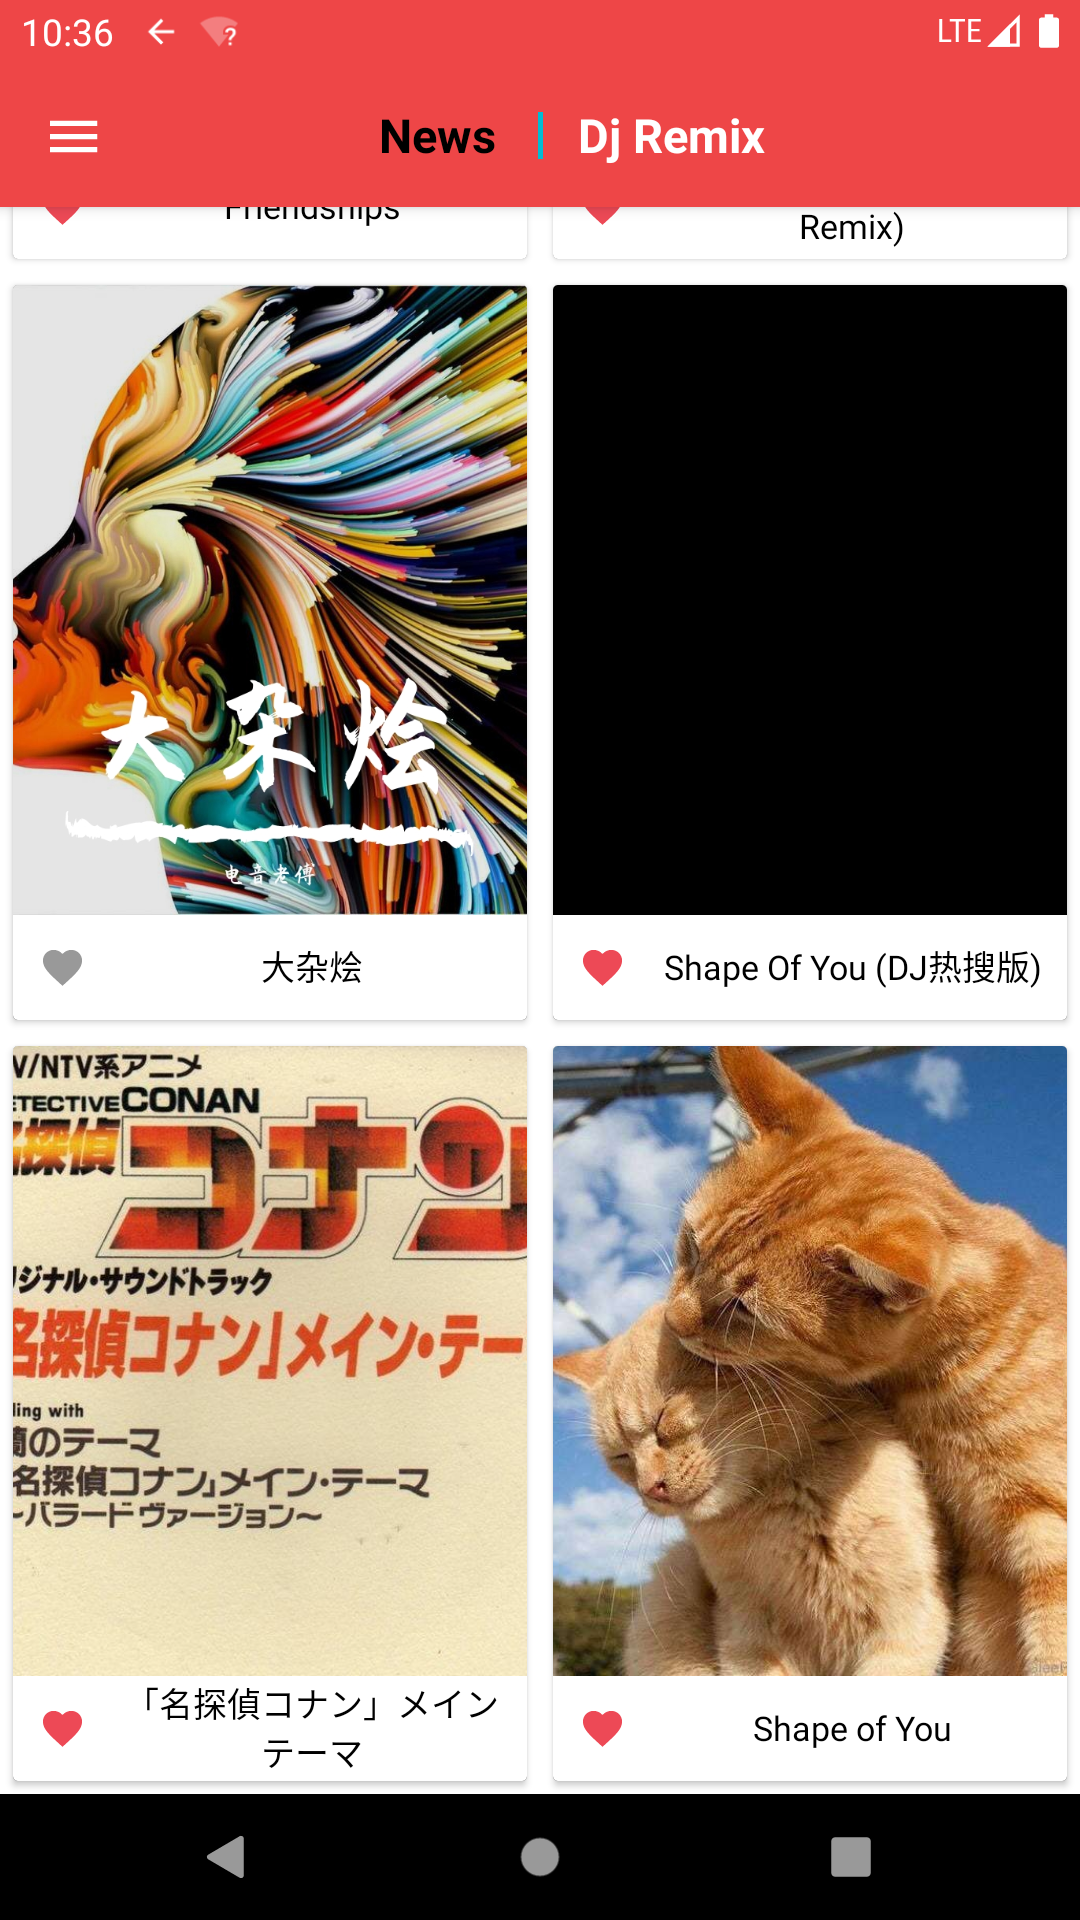 10:36
LTE
News
Dj Remix
Friendships
Remix)
大杂烩
电音老傅
大杂烩
Shape Of You (DJ热搜版)
V/NTV系アニメ
ETECTIVE CONAN
名探偵
コナン
リジナル・サウンドトラック
名探偵コナン」メイン・テー
ling with
蘭のテーマ
名探偵コナン」メイン・テーマ
~バラードヴァージョン~
「名探偵コナン」メイン
テーマ
Shape of You